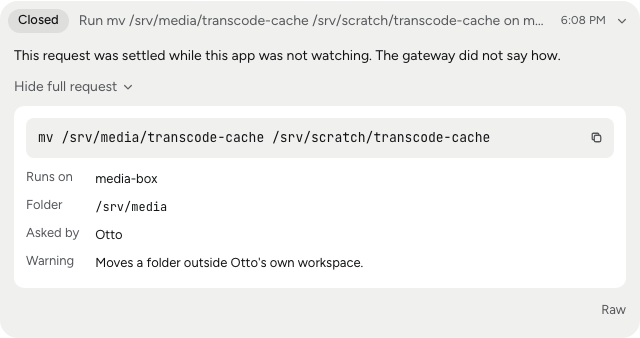 Closed Run mv /srv/media/transcode-cache /srv/scratch/transcode-cache on m... 6:08 PM
This request was settled while this app was not watching. The gateway did not say how.
Hide full request
mv /srv/media/transcode-cache /srv/scratch/transcode-cache
Runs on media-box
Folder /srv/media
Asked by Otto
Warning Moves a folder outside Otto's own workspace.
Raw